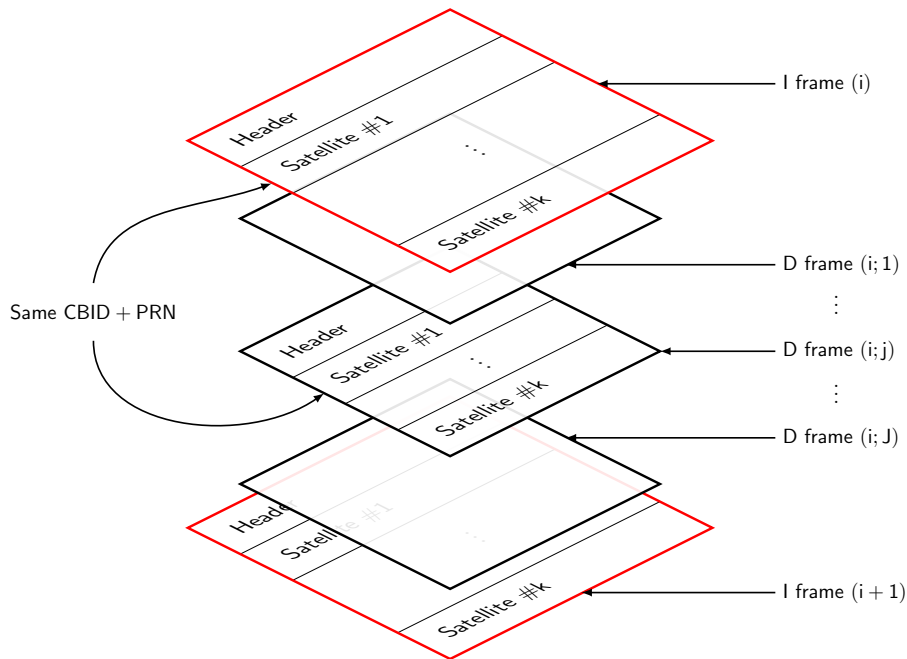 I frame (i)
Header
Satellite #1
⋮
Satellite #k
D frame (i; 1)
⋮
Same CBID + PRN
Header
Satellite #1
⋮
Satellite #k
D frame (i; j)
⋮
D frame (i; J)
Header
Satellite #1
⋮
Satellite #k
I frame (i + 1)